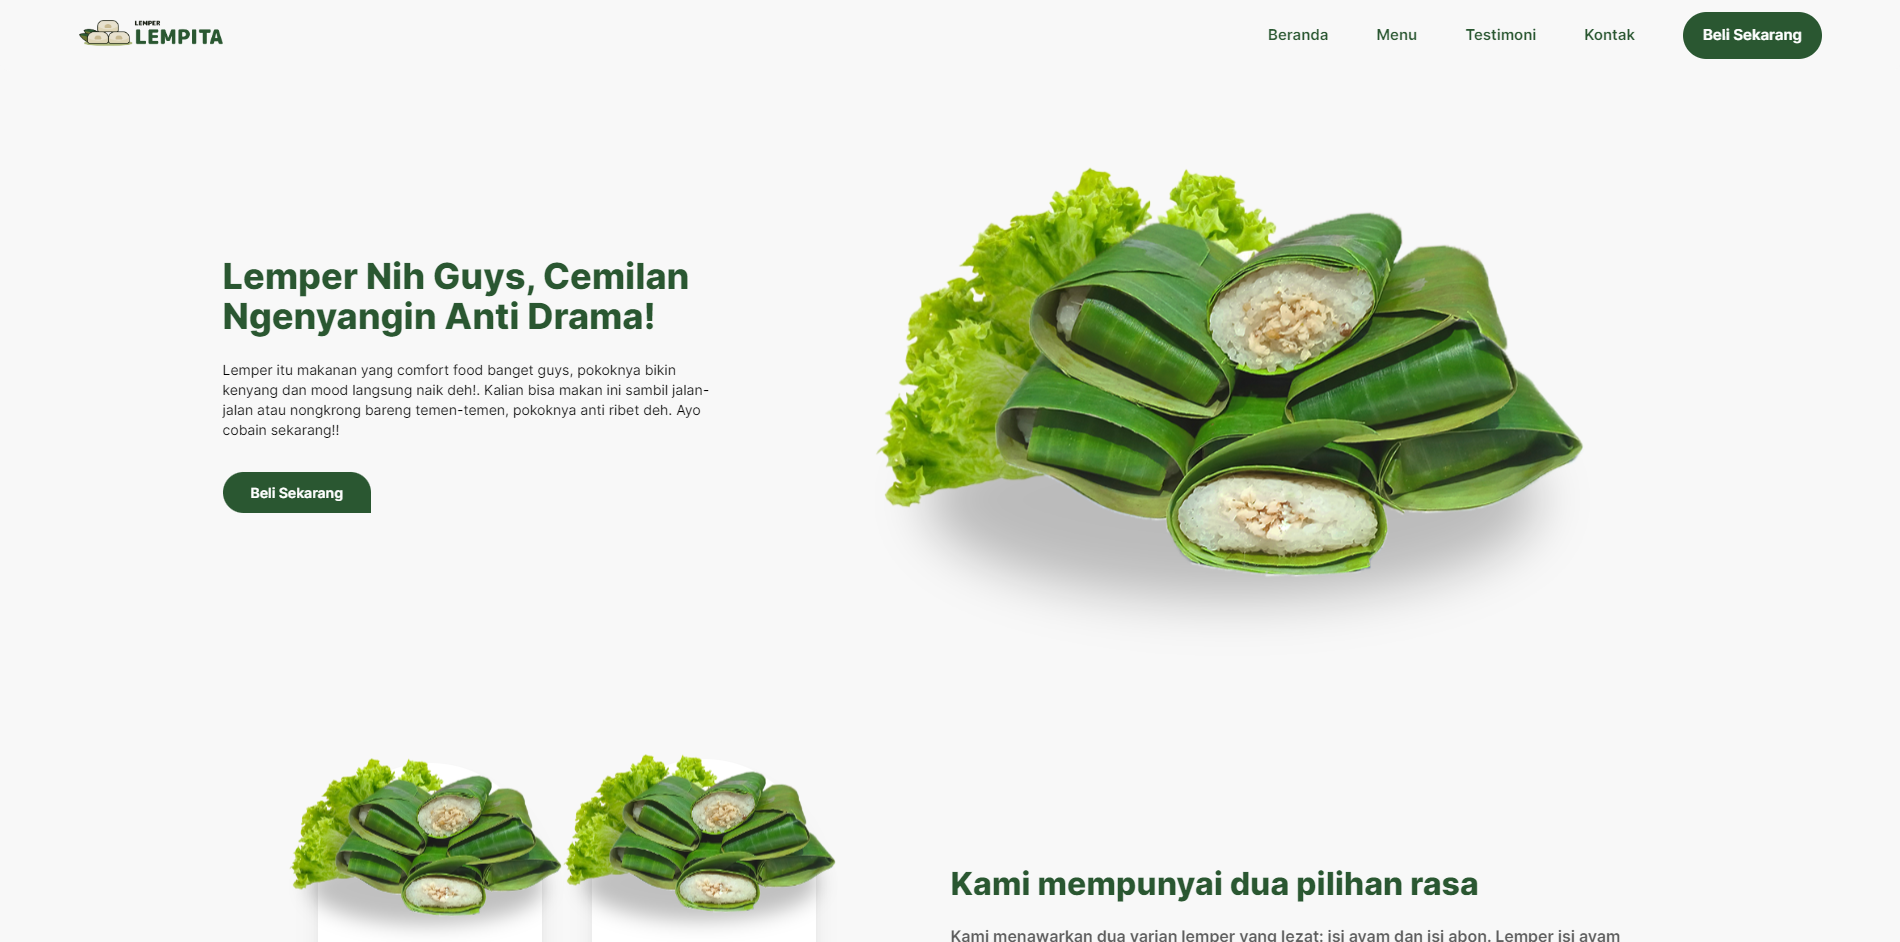 LEMPER
LEMPITA
Beranda
Menu
Testimoni
Kontak
Beli Sekarang
Lemper Nih Guys, Cemilan
Ngenyangin Anti Drama!
Lemper itu makanan yang comfort food banget guys, pokoknya bikin
kenyang dan mood langsung naik deh!. Kalian bisa makan ini sambil jalan-
jalan atau nongkrong bareng temen-temen, pokoknya anti ribet deh. Ayo
cobain sekarang!!
Beli Sekarang
Kami mempunyai dua pilihan rasa
Kami menawarkan dua varian lemper yang lezat: isi ayam dan isi abon. Lemper isi ayam